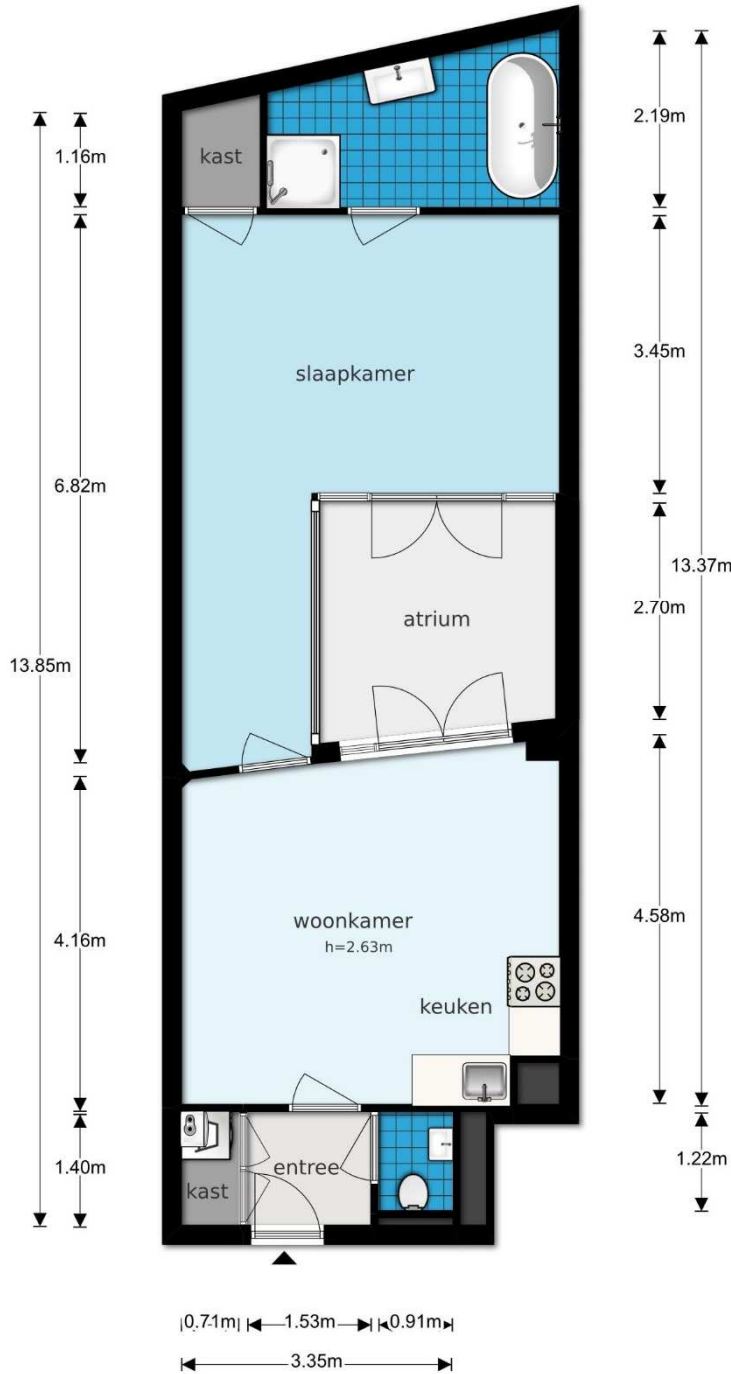 2.19m
1.16m
kast
slaapkamer
3.45m
6.82m
13.37m
atrium
2.70m
13.85m
woonkamer
h=2.63m
4.16m
4.58m
keuken
entree
1.22m
1.40m
kast
0.71m 1.53m 0.91m
3.35m